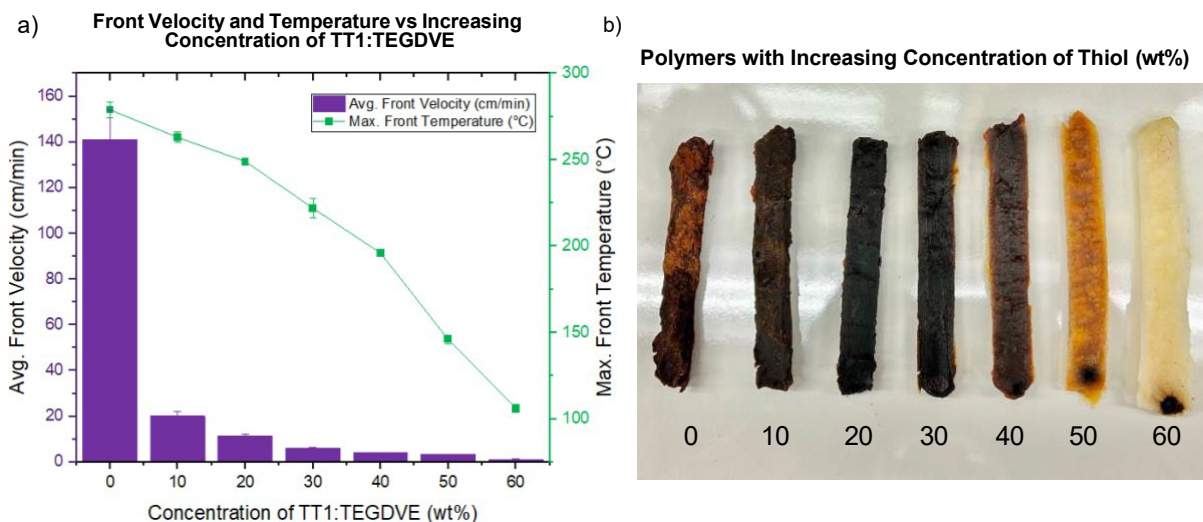 a)
Front Velocity and Temperature vs Increasing
Concentration of TT1:TEGDVE
160
140
120
100
80
60
40
20
0
Avg. Front Velocity (cm/min)
Avg. Front Velocity (cm/min)
Max. Front Temperature (°C)
300
250
200
150
100
Max. Front Temperature (°C)
0 10 20 30 40 50 60
Concentration of TT1:TEGDVE (wt%)
b)
Polymers with Increasing Concentration of Thiol (wt%)
0 10 20 30 40 50 60